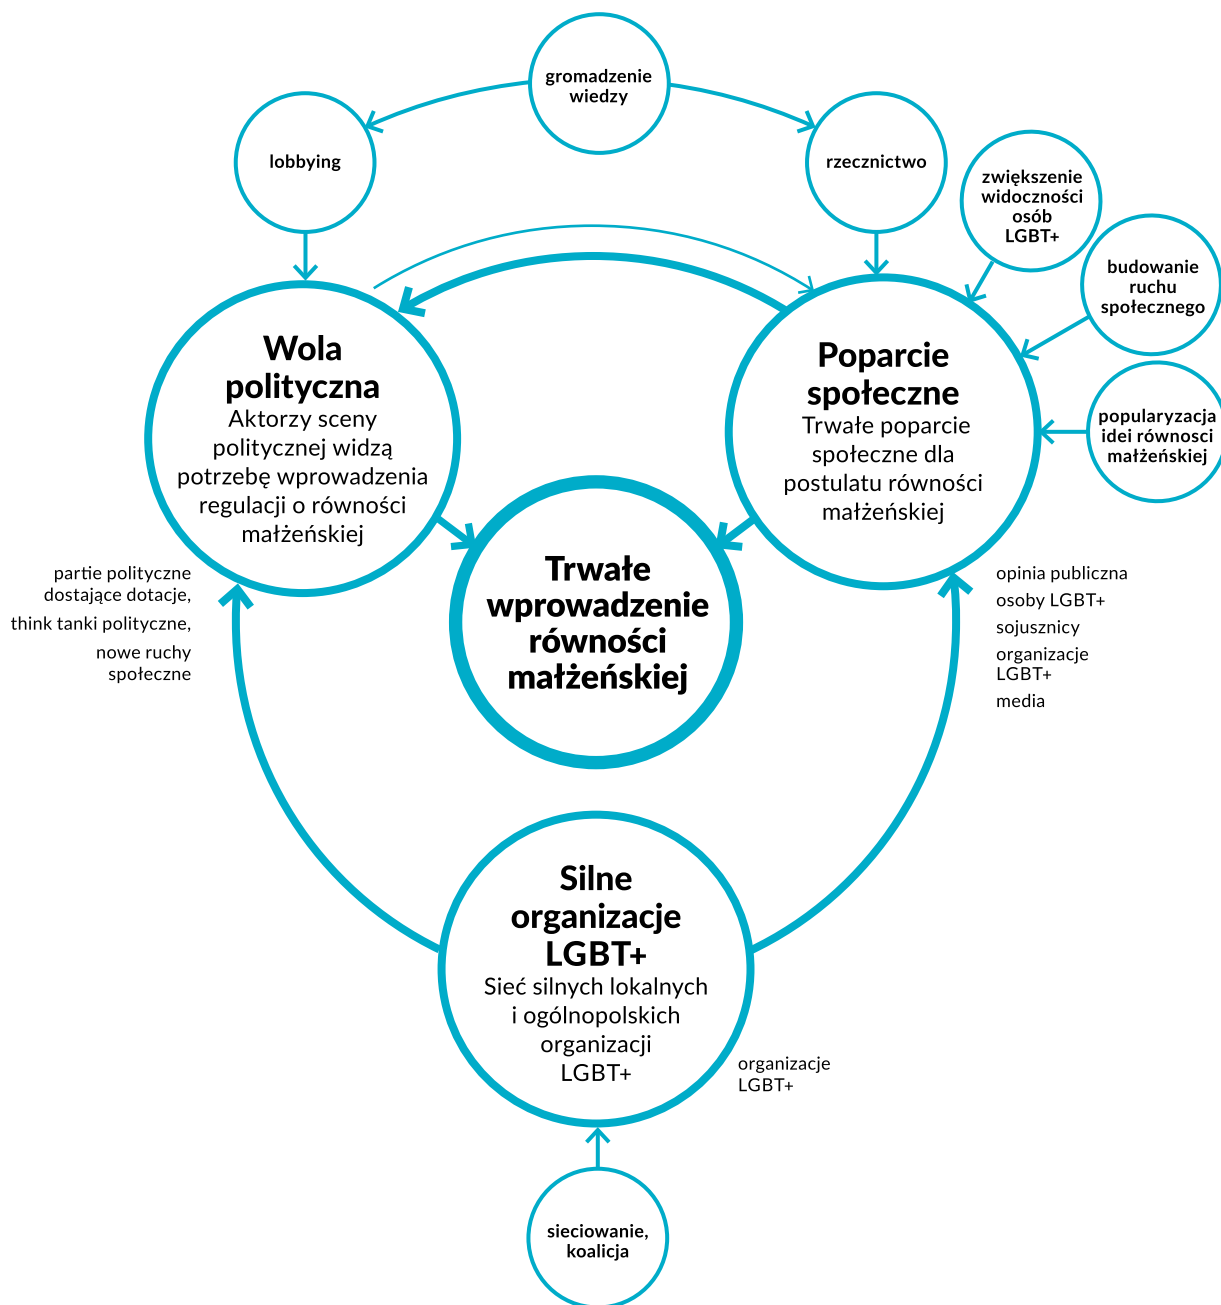 gromadzenie
wiedzy
lobbying
rzecznictwo
zwiększenie
widoczności
osób
LGBT+
budowanie
ruchu
społecznego
popularyzacja
idei równosci
małżeńskiej
Wola
polityczna
Aktorzy sceny
politycznej widzą
potrzebę wprowadzenia
regulacji o równości
małżeńskiej
Poparcie
społeczne
Trwałe poparcie
społeczne dla
postulatu równości
małżeńskiej
Trwałe
wprowadzenie
równości
małżeńskiej
partie polityczne
dostające dotacje,
think tanki polityczne,
nowe ruchy
społeczne
opinia publiczna
osoby LGBT+
sojusznicy
organizacje
LGBT+
media
Silne
organizacje
LGBT+
Sieć silnych lokalnych
i ogólnopolskich
organizacji
LGBT+
organizacje
LGBT+
sieciowanie,
koalicja